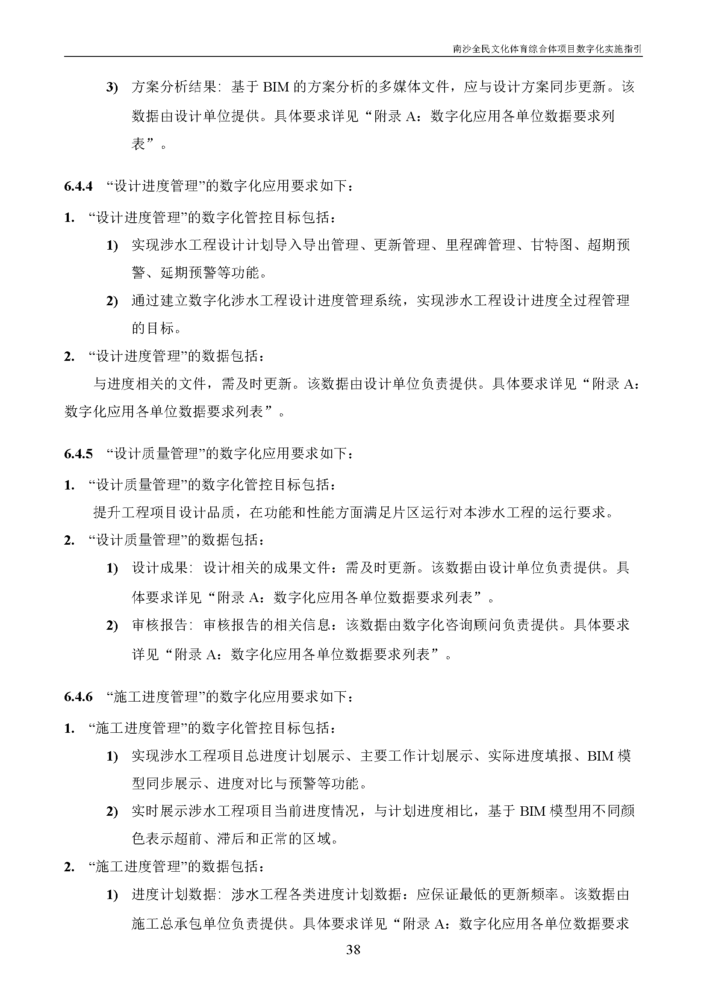 南沙全民文化体育综合体项目数字化实施指引
3) 方案分析结果：基于 BIM 的方案分析的多媒体文件，应与设计方案同步更新。该
数据由设计单位提供。具体要求详见“附录 A：数字化应用各单位数据要求列
表”。
6.4.4 “设计进度管理”的数字化应用要求如下：
1. “设计进度管理”的数字化管控目标包括：
1) 实现涉水工程设计计划导入导出管理、更新管理、里程碑管理、甘特图、超期预
警、延期预警等功能。
2) 通过建立数字化涉水工程设计进度管理系统，实现涉水工程设计进度全过程管理
的目标。
2. “设计进度管理”的数据包括：
与进度相关的文件，需及时更新。该数据由设计单位负责提供。具体要求详见“附录 A：
数字化应用各单位数据要求列表”。
6.4.5 “设计质量管理”的数字化应用要求如下：
1. “设计质量管理”的数字化管控目标包括：
提升工程项目设计品质，在功能和性能方面满足片区运行对本涉水工程的运行要求。
2. “设计质量管理”的数据包括：
1) 设计成果：设计相关的成果文件：需及时更新。该数据由设计单位负责提供。具
体要求详见“附录 A：数字化应用各单位数据要求列表”。
2) 审核报告：审核报告的相关信息：该数据由数字化咨询顾问负责提供。具体要求
详见“附录 A：数字化应用各单位数据要求列表”。
6.4.6 “施工进度管理”的数字化应用要求如下：
1. “施工进度管理”的数字化管控目标包括：
1) 实现涉水工程项目总进度计划展示、主要工作计划展示、实际进度填报、BIM 模
型同步展示、进度对比与预警等功能。
2) 实时展示涉水工程项目当前进度情况，与计划进度相比，基于 BIM 模型用不同颜
色表示超前、滞后和正常的区域。
2. “施工进度管理”的数据包括：
1) 进度计划数据：涉水工程各类进度计划数据：应保证最低的更新频率。该数据由
施工总承包单位负责提供。具体要求详见“附录 A：数字化应用各单位数据要求
38